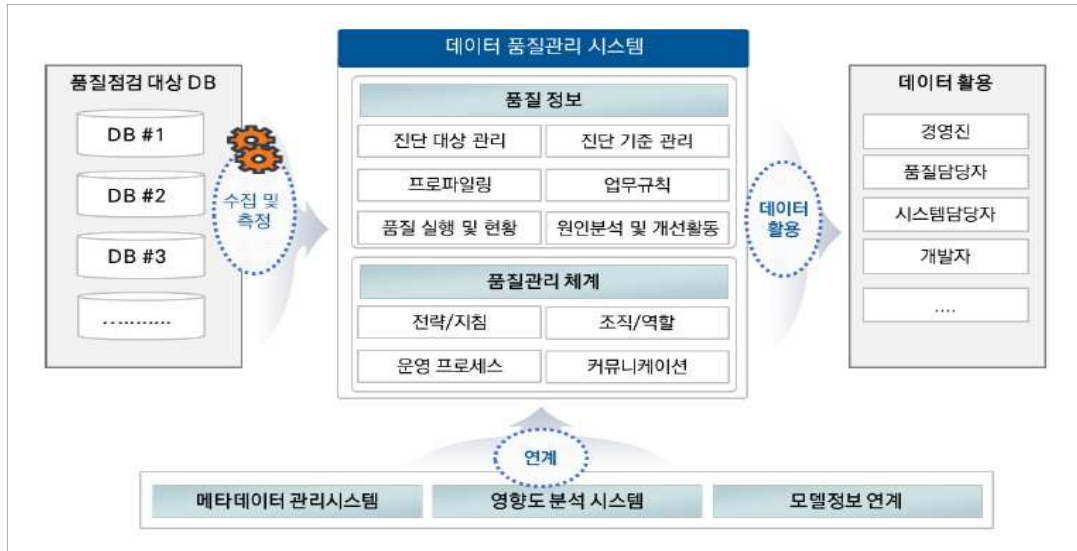 데이터 품질관리 시스템
품질점검 대상 DB
DB #1
DB #2
DB #3
...........
수집 및
측정
품질 정보
진단 대상 관리
진단 기준 관리
프로파일링
업무규칙
품질 실행 및 현황
원인분석 및 개선활동
품질관리 체계
전략/지침
조직/역할
운영 프로세스
커뮤니케이션
데이터
활용
데이터 활용
경영진
품질담당자
시스템담당자
개발자
....
연계
메타데이터 관리시스템
영향도 분석 시스템
모델정보 연계